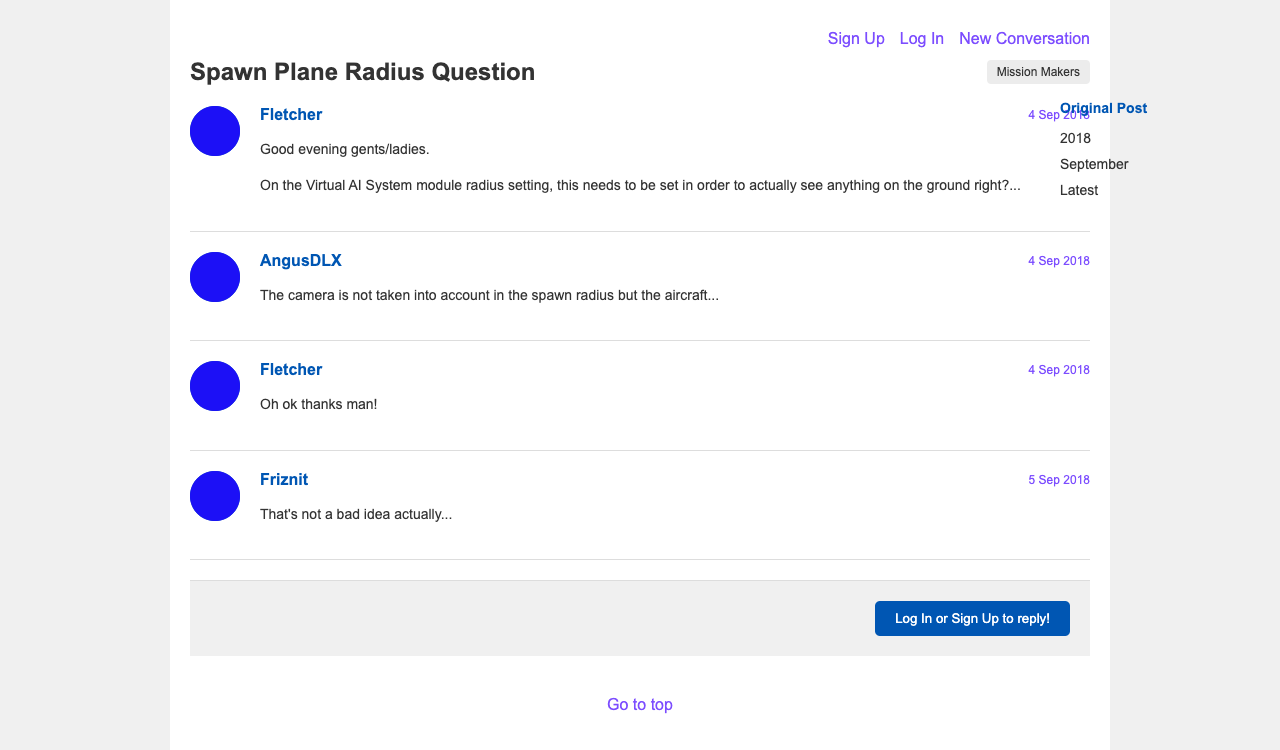 Sign Up Log In New Conversation
Spawn Plane Radius Question
Mission Makers
Fletcher
4 Sep 2018
Good evening gents/ladies.
On the Virtual AI System module radius setting, this needs to be set in order to actually see anything on the ground right?...
Original Post
2018
September
Latest
AngusDLX
4 Sep 2018
The camera is not taken into account in the spawn radius but the aircraft...
Fletcher
4 Sep 2018
Oh ok thanks man!
Friznit
5 Sep 2018
That's not a bad idea actually...
Log In or Sign Up to reply!
Go to top